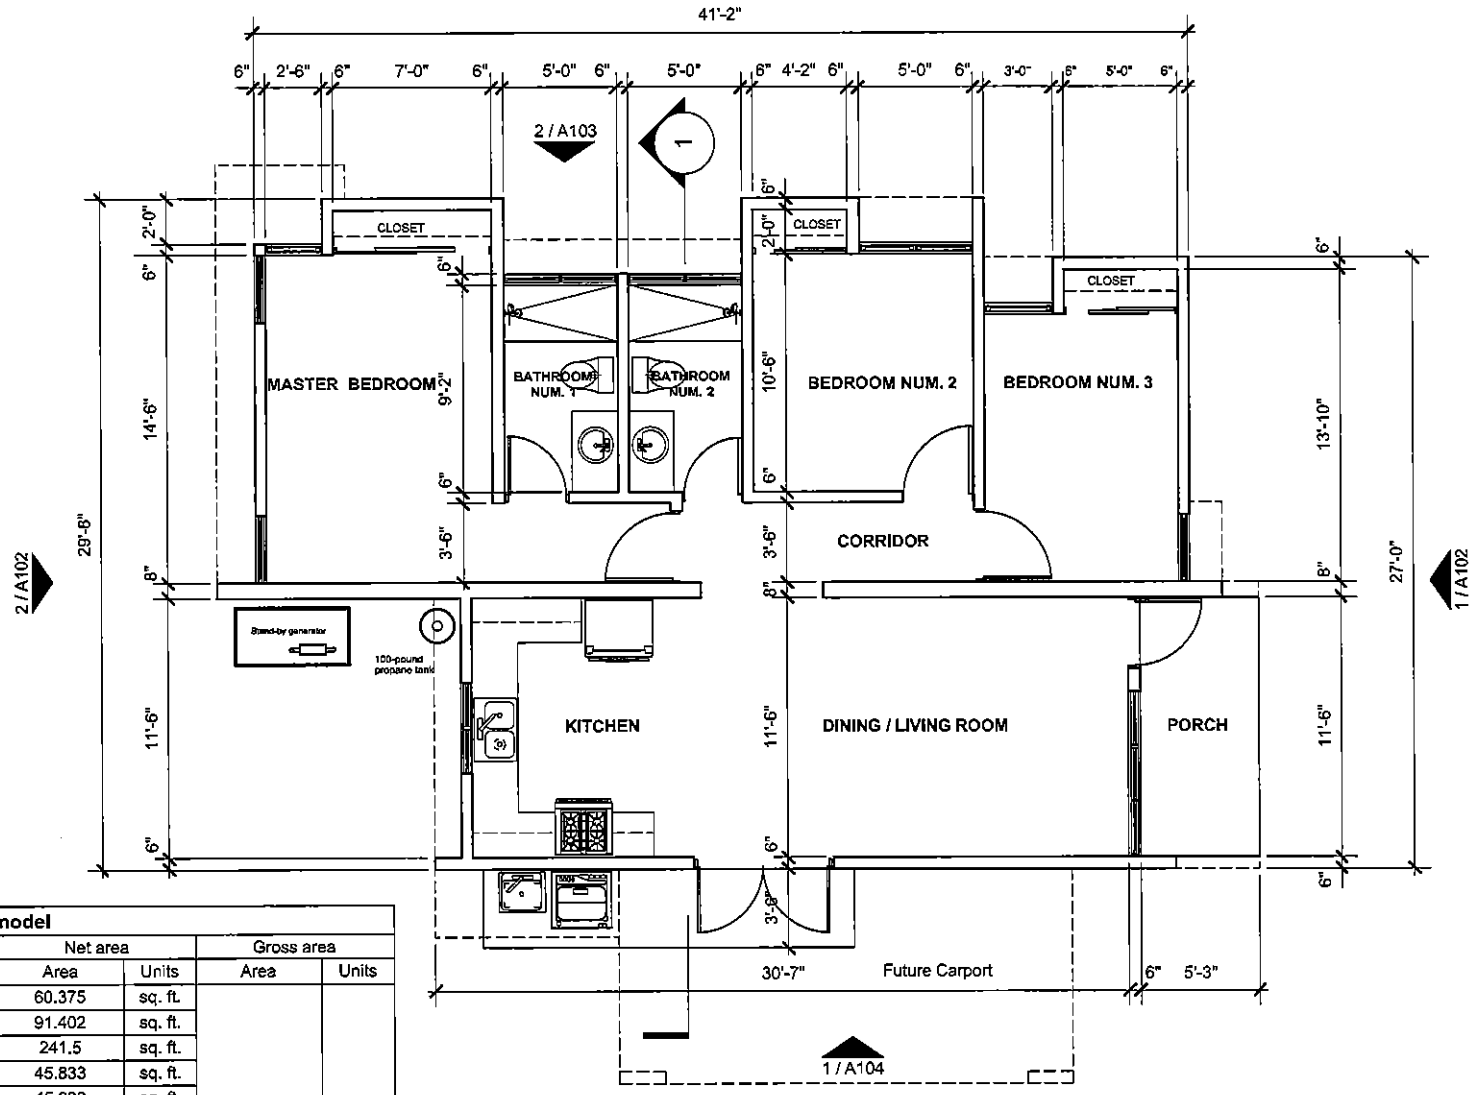 41'-2"
6" 2'-6" 6" 7'-0" 6" 5'-0" 6" 5'-0" 6" 4'-2" 6" 5'-0" 6" 3'-0" 6" 5'-0" 6"
2 / A103
1
6"
2'-0"
CLOSET
2'-0"
CLOSET
6"
6"
6"
CLOSET
MASTER BEDROOM
9'-2"
BATHROOM
NUM. 1
BATHROOM
NUM. 2
10'-6"
BEDROOM NUM. 2
BEDROOM NUM. 3
14'-6"
13'-10"
6"
6"
29'-8"
3'-6"
3'-6"
CORRIDOR
27'-0"
2 / A102
8"
8"
8"
1 / A102
Stand-by generator
100-pound
propane tank
11'-6"
KITCHEN
11'-6"
DINING / LIVING ROOM
PORCH
11'-6"
6"
6"
6"
3'-6"
30'-7"
Future Carport
6" 5'-3"
1 / A104
model
Net area Gross area
Area Units Area Units
60.375 sq. ft.
91.402 sq. ft.
241.5 sq. ft.
45.833 sq. ft.